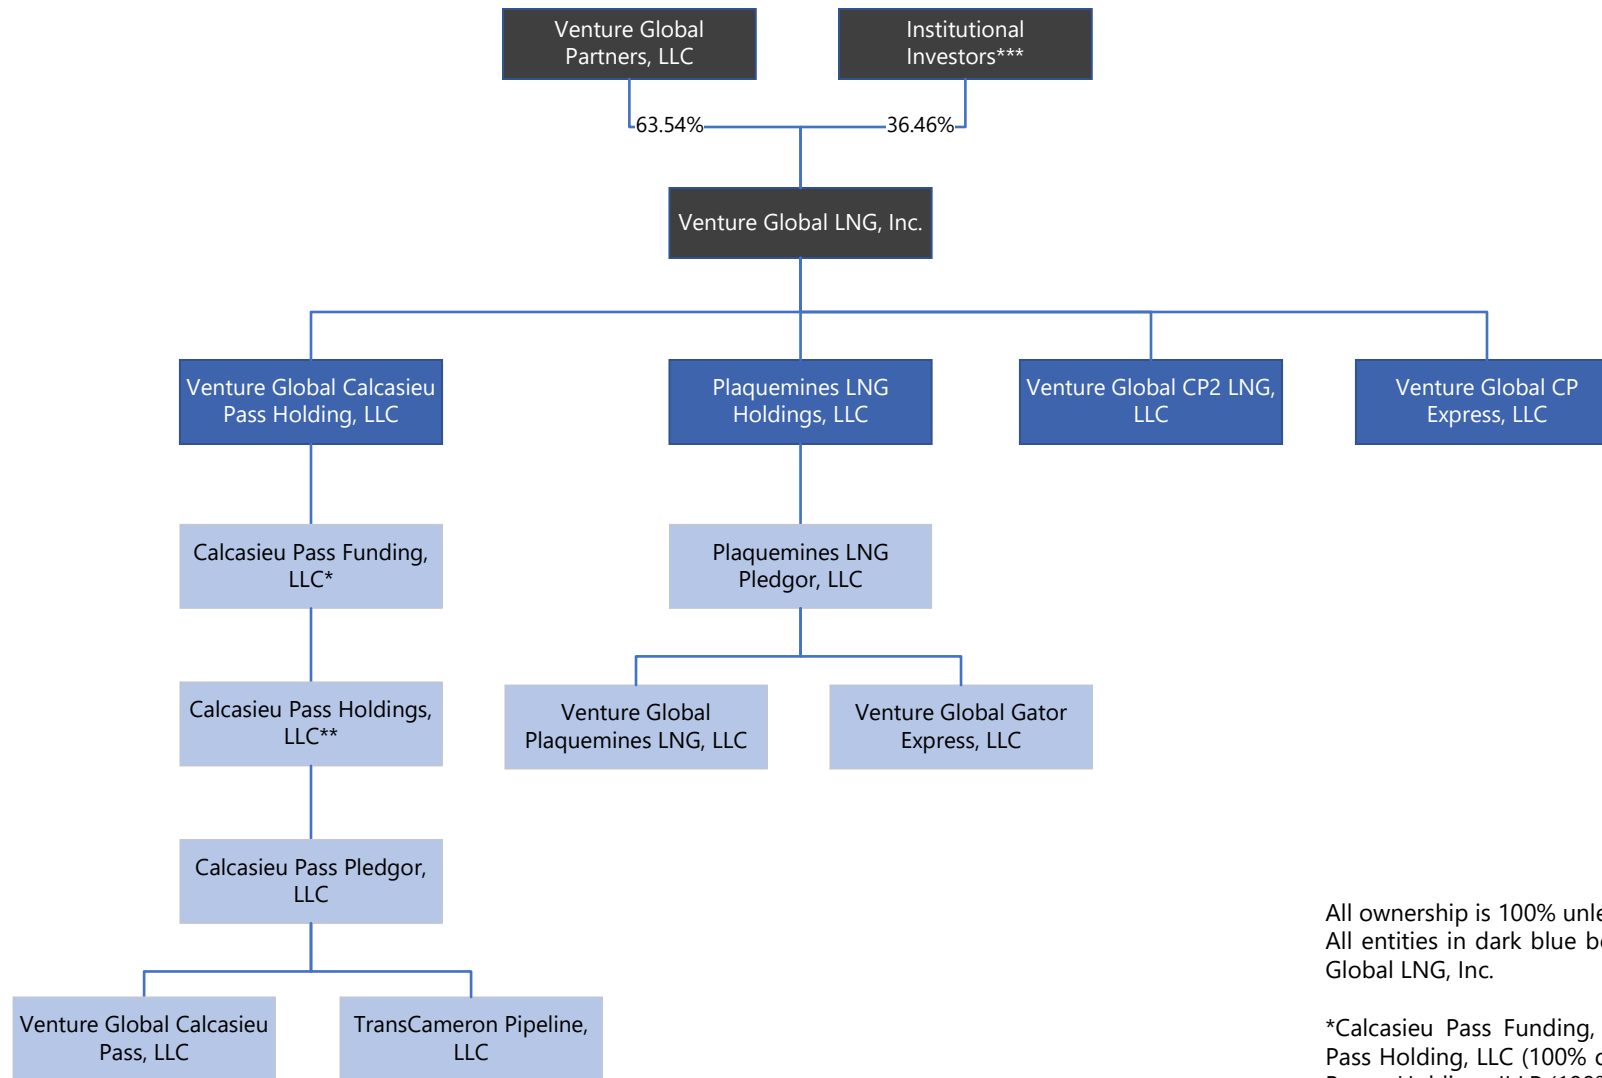 Venture Global
Partners, LLC
Institutional
Investors***
63.54%
36.46%
Venture Global LNG, Inc.
Venture Global Calcasieu
Pass Holding, LLC
Plaquemines LNG
Holdings, LLC
Venture Global CP2 LNG,
LLC
Venture Global CP
Express, LLC
Calcasieu Pass Funding,
LLC*
Plaquemines LNG
Pledgor, LLC
Calcasieu Pass Holdings,
LLC**
Venture Global
Plaquemines LNG, LLC
Venture Global Gator
Express, LLC
Calcasieu Pass Pledgor,
LLC
Venture Global Calcasieu
Pass, LLC
TransCameron Pipeline,
LLC
All ownership is 100%
All entities in dark blue
Global LNG, Inc.
*Calcasieu Pass Funding,
Pass Holding, LLC (100%